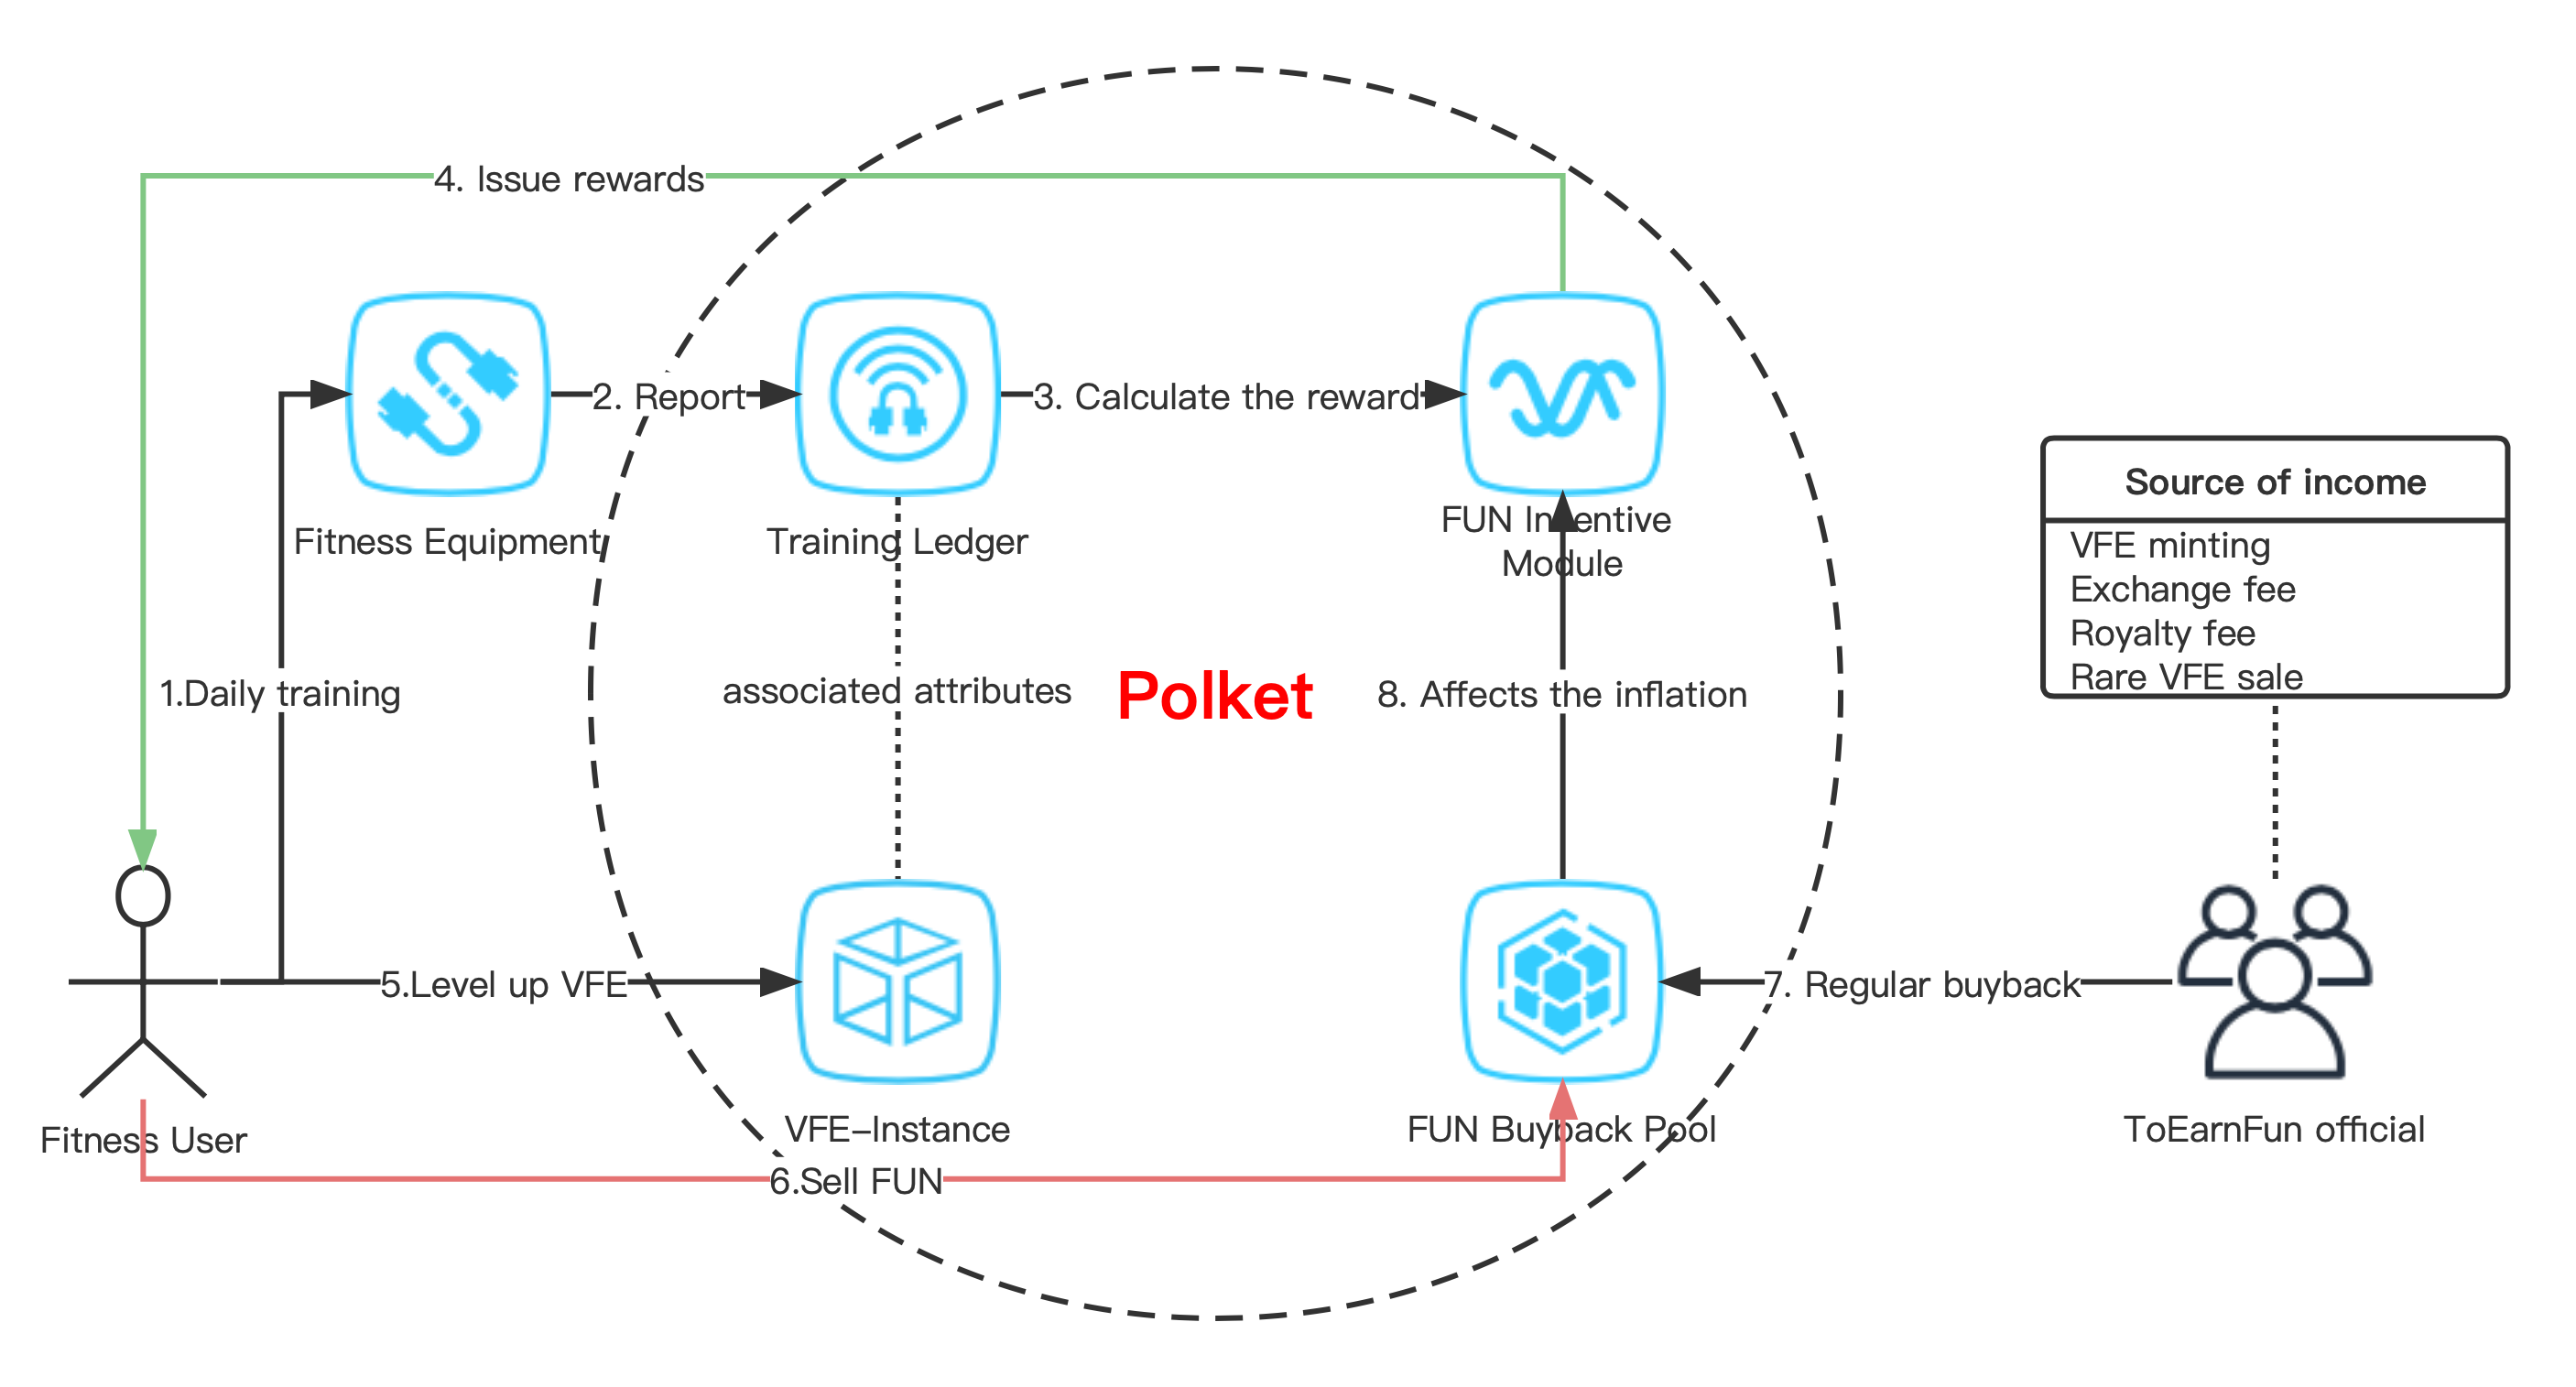 4. Issue rewards
2. Report
3. Calculate the reward
Fitness Equipment
Training Ledger
FUN Incentive
Module
Source of income
VFE minting
Exchange fee
Royalty fee
Rare VFE sale
1.Daily training
associated attributes
Polket
8. Affects the inflation
5.Level up VFE
7. Regular buyback
Fitness User
VFE-Instance
FUN Buyback Pool
ToEarnFun official
6.Sell FUN